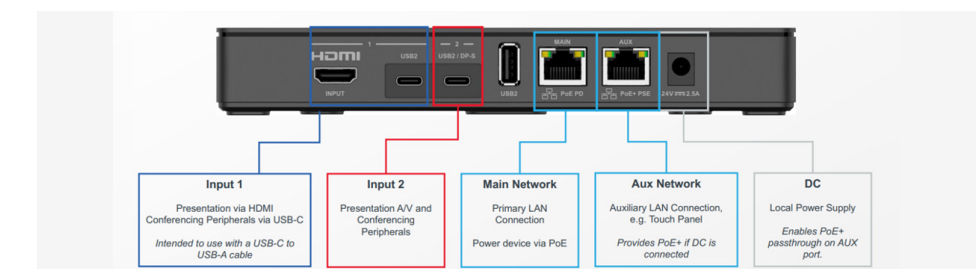 1
HDMI
INPUT
USB2
2
USB2 / DP-S
USB2
MAIN
PoE PD
AUX
PoE+ PSE
24V⎓2.5A
Input 1
Presentation via HDMI
Conferencing Peripherals via USB-C
Intended to use with a USB-C to
USB-A cable
Input 2
Presentation A/V and
Conferencing
Peripherals
Main Network
Primary LAN
Connection
Power device via PoE
Aux Network
Auxiliary LAN Connection,
e.g. Touch Panel
Provides PoE+ if DC is
connected
DC
Local Power Supply
Enables PoE+
passthrough on AUX
port.